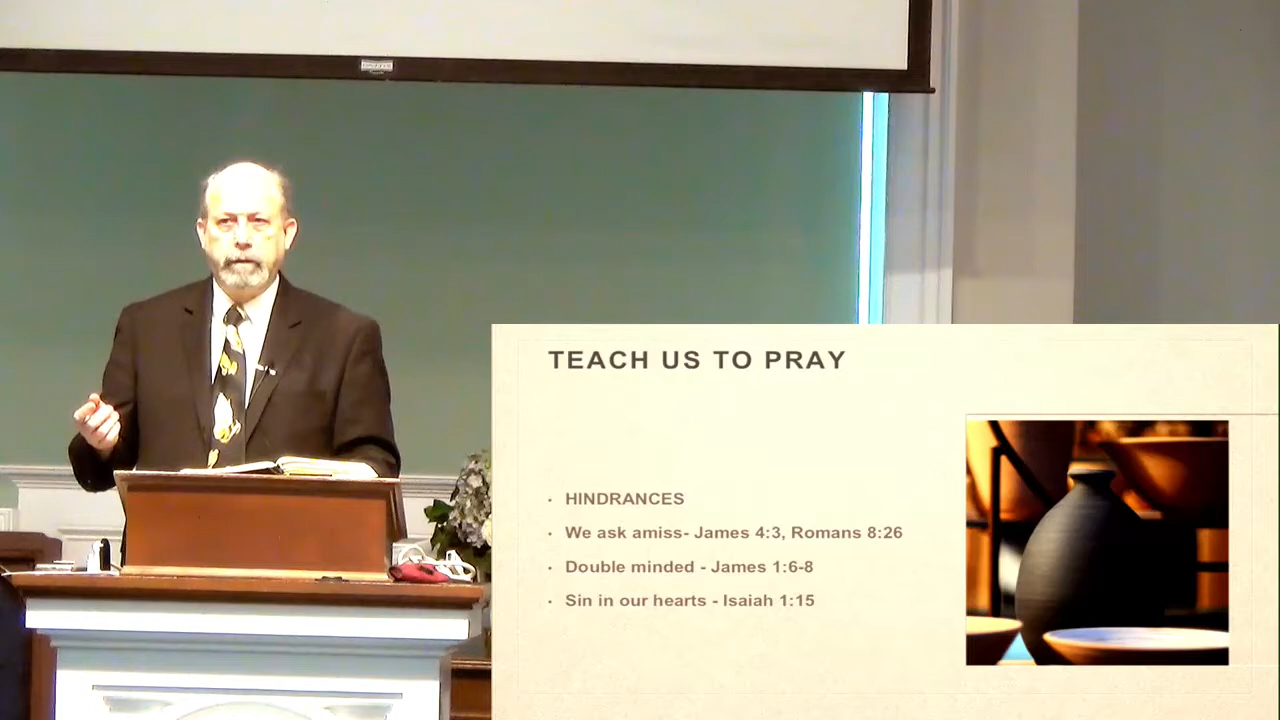 TEACH US TO PRAY
• HINDRANCES
• We ask amiss- James 4:3, Romans 8:26
• Double minded - James 1:6-8
• Sin in our hearts - Isaiah 1:15